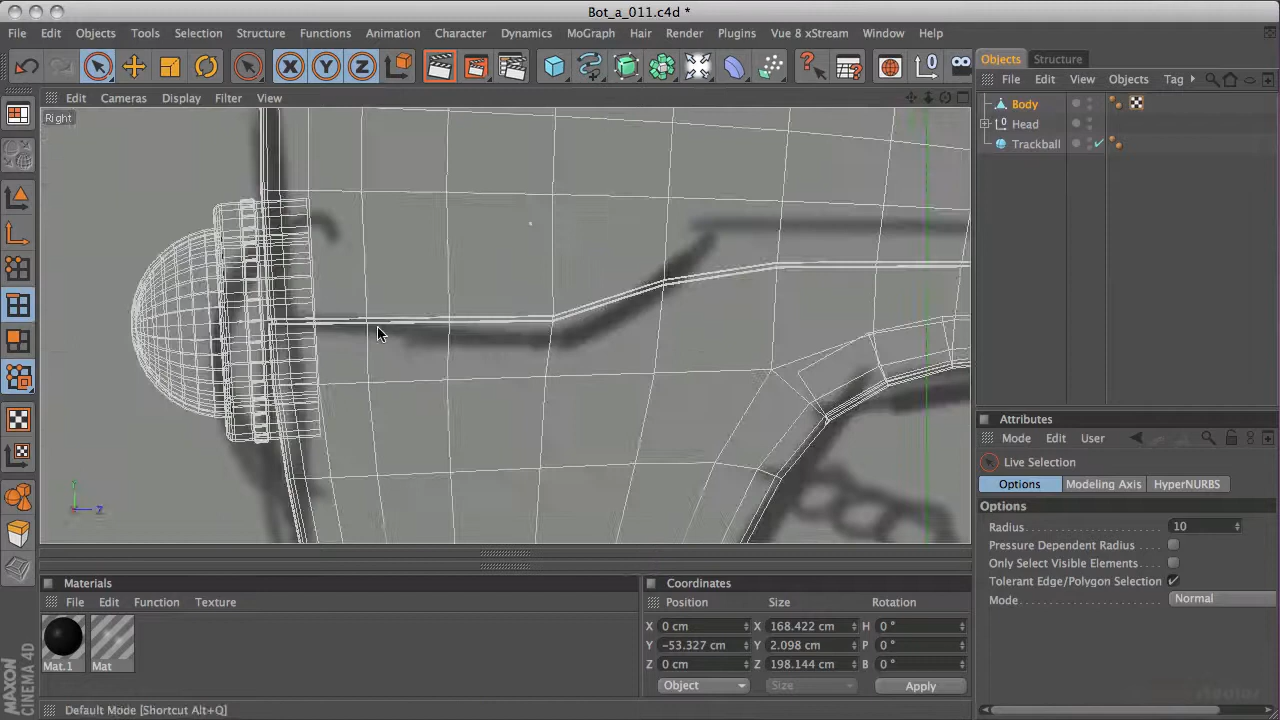 Bot_a_011.c4d *
File Edit Objects Tools Selection Structure Functions Animation Character Dynamics MoGraph Hair Render Plugins Vue 8 xStream Window Help
X Y Z
Edit Cameras Display Filter View
Right
Y
Z
Objects Structure
File Edit View Objects Tag
Body
Head
Trackball
Attributes
Mode Edit User
Live Selection
Options Modeling Axis HyperNURBS
Options
Radius 10
Pressure Dependent Radius
Only Select Visible Elements
Tolerant Edge/Polygon Selection
Mode Normal
Materials
File Edit Function Texture
Mat.1 Mat
Coordinates
Position Size Rotation
X 0 cm X 168.422 cm H 0 °
Y -53.327 cm Y 2.098 cm P 0 °
Z 0 cm Z 198.144 cm B 0 °
Object Size Apply
MAXON
CINEMA 4D
Default Mode [Shortcut Alt+Q]